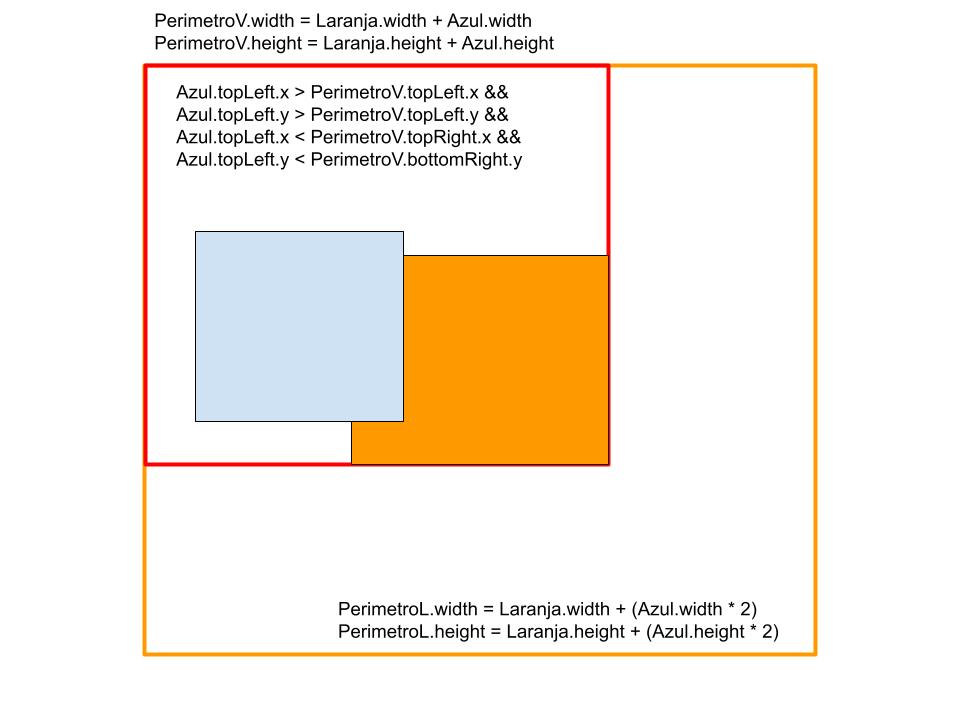 PerimetroV.width = Laranja.width + Azul.width
PerimetroV.height = Laranja.height + Azul.height
Azul.topLeft.x > PerimetroV.topLeft.x &&
Azul.topLeft.y > PerimetroV.topLeft.y &&
Azul.topLeft.x < PerimetroV.topRight.x &&
Azul.topLeft.y < PerimetroV.bottomRight.y
PerimetroL.width = Laranja.width + (Azul.width * 2)
PerimetroL.height = Laranja.height + (Azul.height * 2)